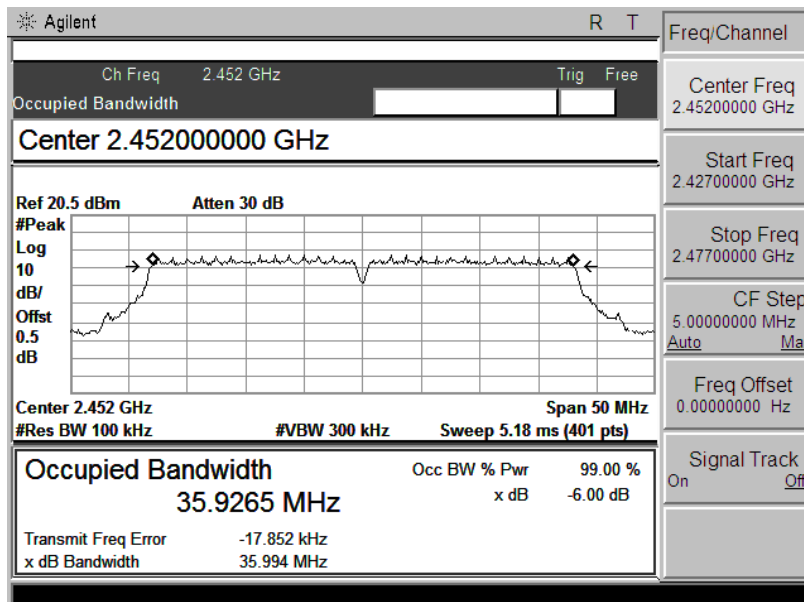 Agilent R T
Ch Freq 2.452 GHz Trig Free
Occupied Bandwidth
Center 2.452000000 GHz
Ref 20.5 dBm Atten 30 dB
#Peak
Log
10
dB/
Offst
0.5
dB
Center 2.452 GHz Span 50 MHz
#Res BW 100 kHz #VBW 300 kHz Sweep 5.18 ms (401 pts)
Occupied Bandwidth Occ BW % Pwr 99.00 %
35.9265 MHz x dB -6.00 dB
Transmit Freq Error -17.852 kHz
x dB Bandwidth 35.994 MHz
Freq/Channel
Center Freq
2.45200000 GHz
Start Freq
2.42700000 GHz
Stop Freq
2.47700000 GHz
CF Step
5.00000000 MHz
Auto Ma
Freq Offset
0.00000000 Hz
Signal Track
On Off